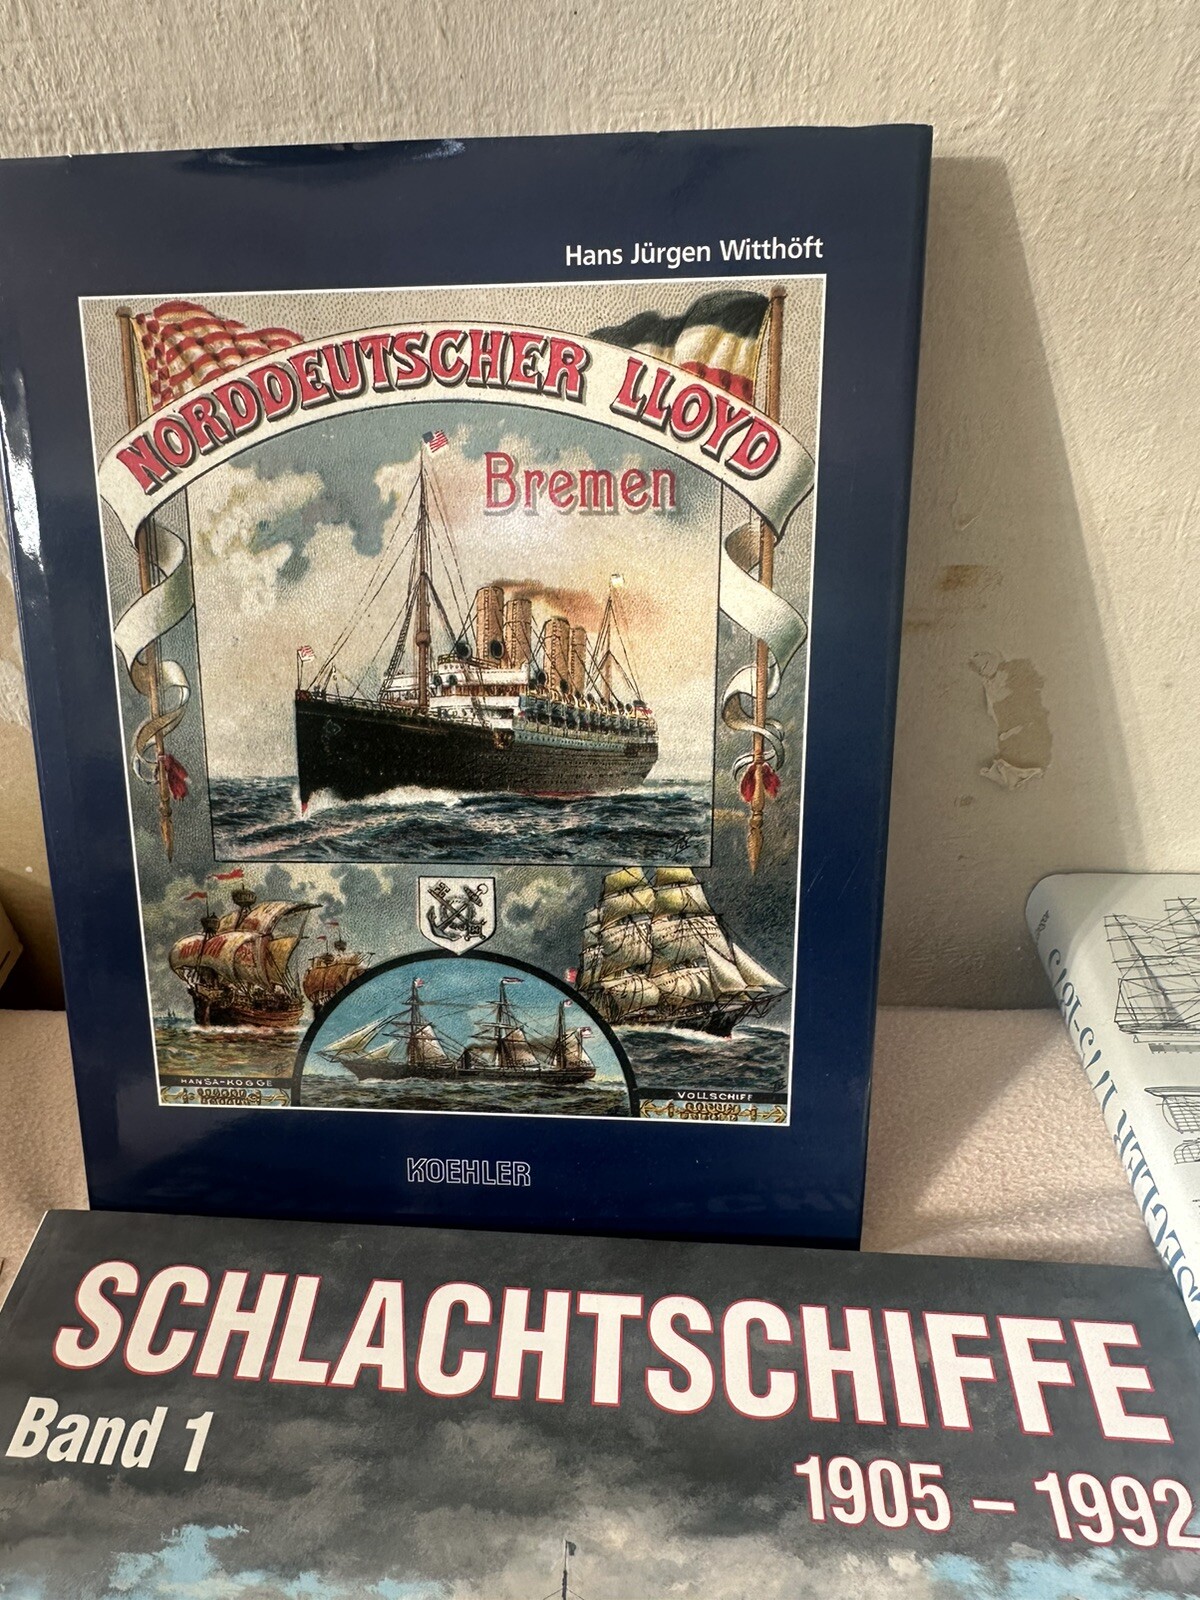 Hans Jürgen Witthöft
NORDDEUTSCHER LLOYD
Bremen
HANSA-KOGGE
VOLLSCHIFF
KOEHLER
SCHLACHTSCHIFFE
Band 1
1905 – 1992